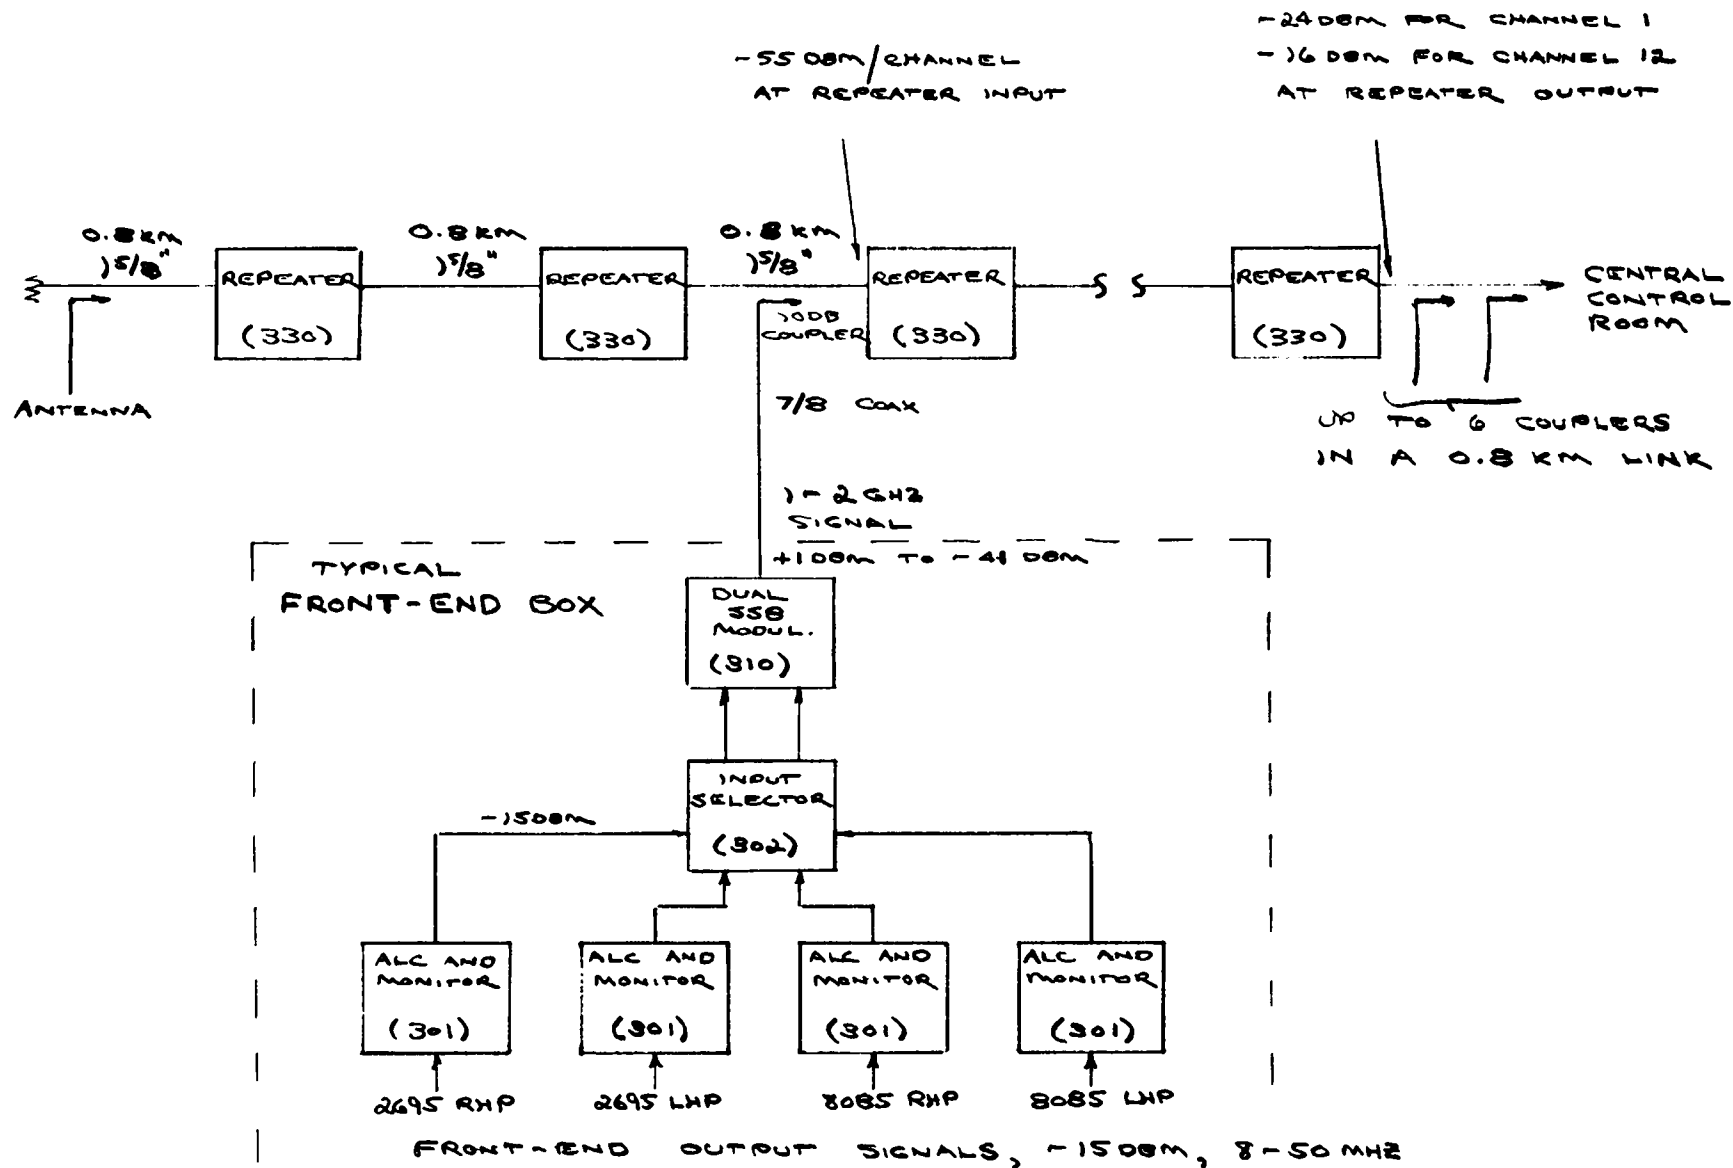 -24 DBM FOR CHANNEL 1
-16 DBM FOR CHANNEL 12
AT REPEATER OUTPUT
-55 DBM/CHANNEL
AT REPEATER INPUT
0.8 KM
1 5/8"
0.8 KM
1 5/8"
0.8 KM
1 5/8"
REPEATER
(330)
REPEATER
(330)
REPEATER
(330)
REPEATER
(330)
CENTRAL
CONTROL
ROOM
COUPLER
ANTENNA
7/8 COAX
UP TO 6 COUPLERS
IN A 0.8 KM LINK
1-2 GHZ
SIGNAL
+1 DBM TO
TYPICAL
FRONT-END BOX
DUAL
SSB
MODUL.
(310)
INPUT
SELECTOR
(302)
-15 DBM
ALC AND
MONITOR
(301)
ALC AND
MONITOR
(301)
ALC AND
MONITOR
(301)
ALC AND
MONITOR
(301)
2695 RHP
2695 LHP
8085 RHP
8085 LHP
FRONT-END OUTPUT SIGNALS, -15 DBM, 8-50 MHZ